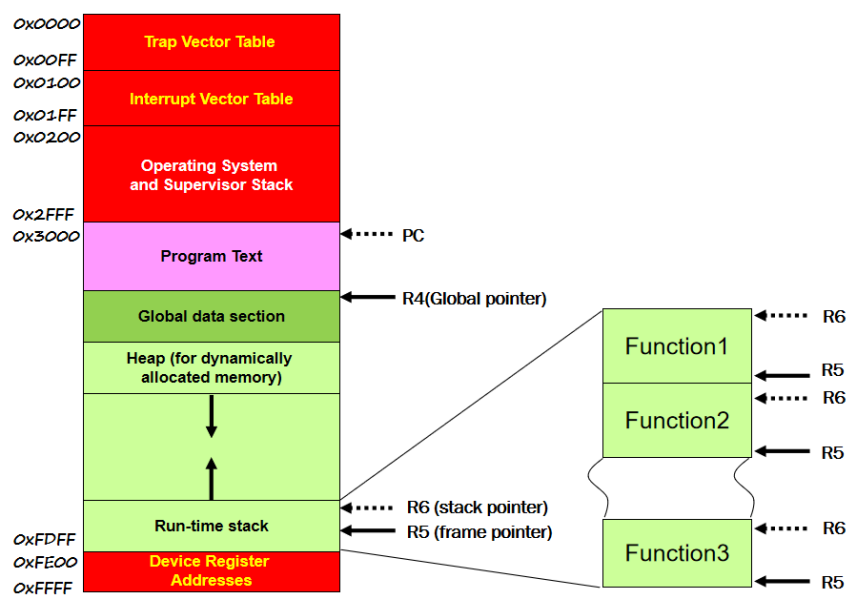 0x0000
Trap Vector Table
0x00FF
0x0100
Interrupt Vector Table
0x01FF
0x0200
Operating System
and Supervisor Stack
0x2FFF
0x3000
PC
Program Text
R4(Global pointer)
Global data section
Heap (for dynamically
allocated memory)
R6 (stack pointer)
Run-time stack
R5 (frame pointer)
0xFDFF
0xFE00
Device Register
Addresses
0xFFFF
R6
Function1
R5
R6
Function2
R5
R6
Function3
R5